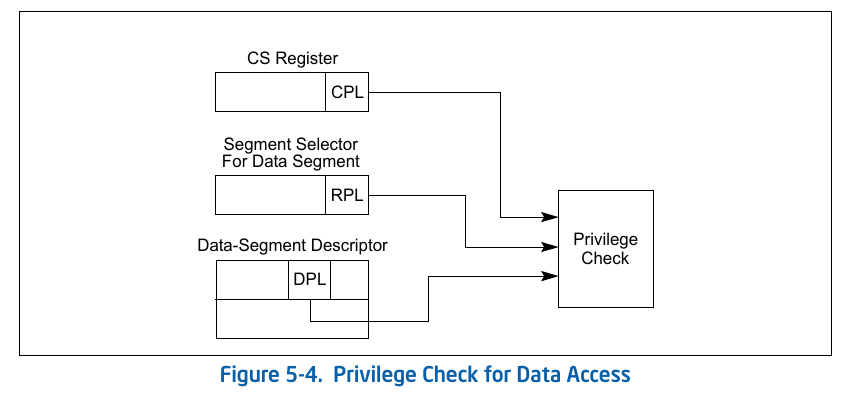 CS Register
CPL
Segment Selector
For Data Segment
RPL
Data-Segment Descriptor
DPL
Privilege
Check
Figure 5-4. Privilege Check for Data Access